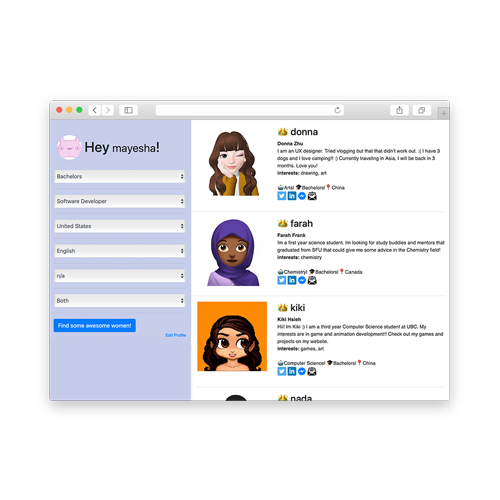 Hey mayesha!
Bachelors
Software Developer
United States
English
n/a
Both
Find some awesome women!
Edit Profile
donna
Donna Zhu
I am an UX designer. Tried vlogging but that that didn't work out. :( I have 3
dogs and I love camping!! :) Currently traveling in Asia, I will be back in 3
months. Love you!
interests: drawing, art
Arts| Bachelors| China
farah
Farah Frank
Im a first year science student. Im looking for study buddies and mentors that
graduated from SFU that could give me some advice in the Chemistry field!
interests: chemistry
Chemistry| Bachelors| Canada
kiki
Kiki Hsieh
Hii! Im Kiki :) I am a third year Computer Science student at UBC. My
interests are in game and animation development!! Check out my games and
projects on my website.
interests: games, art
Computer Science| Bachelors| China
nada